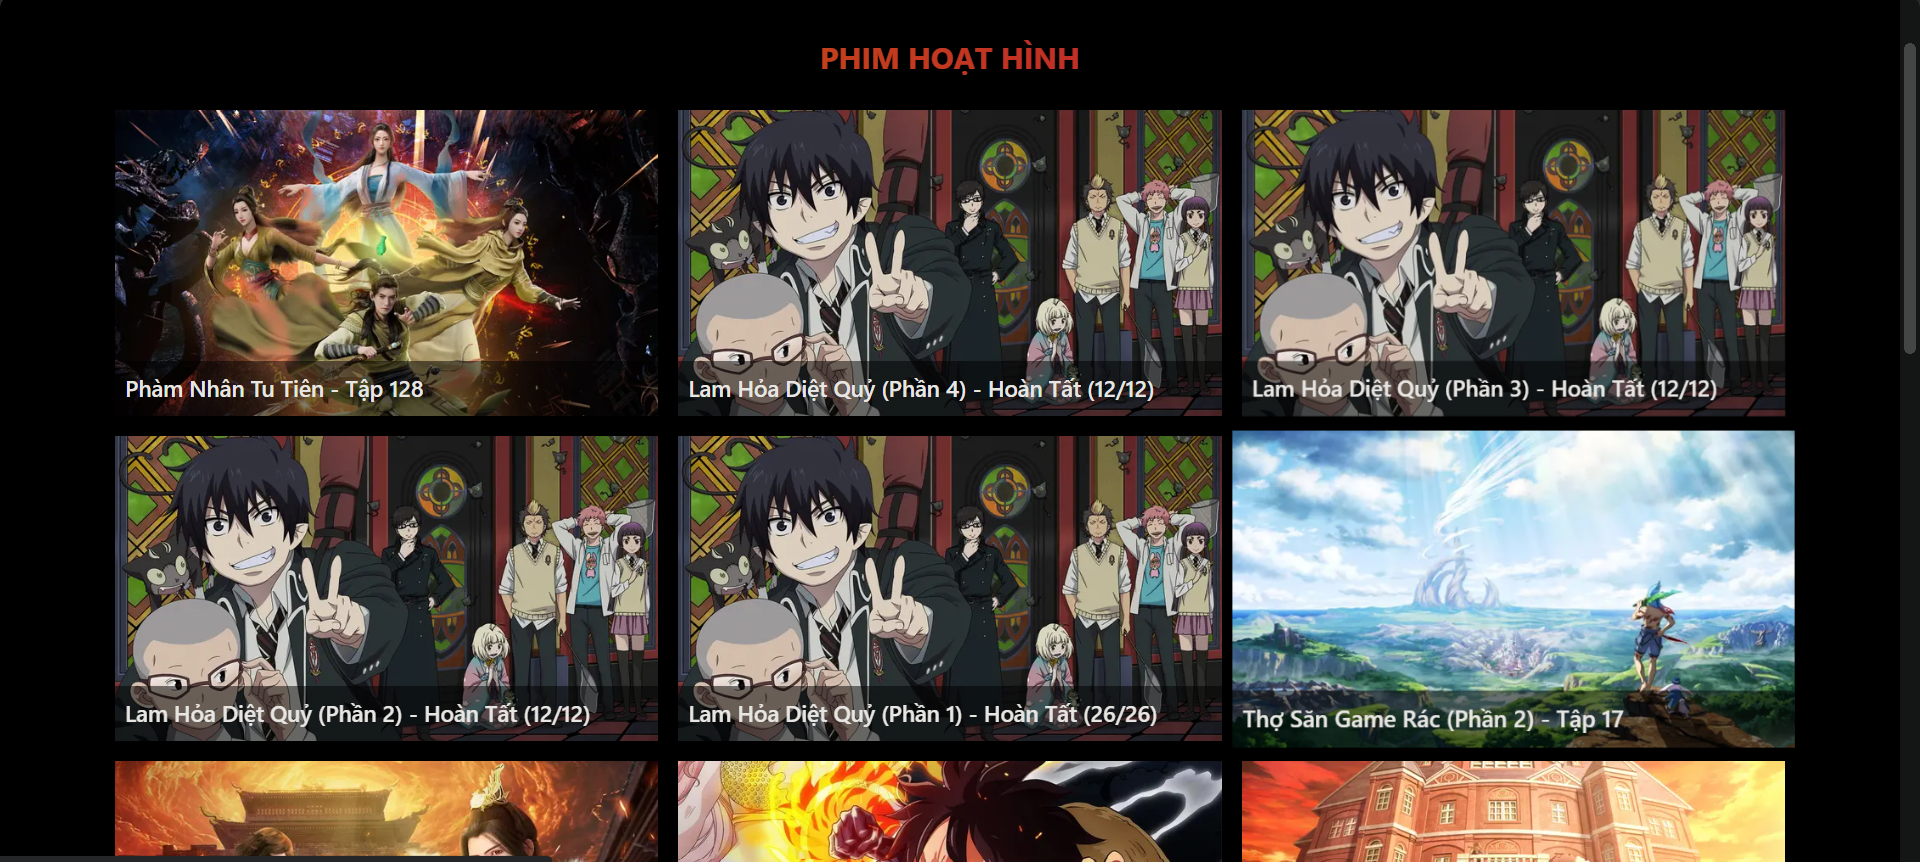 PHIM HOẠT HÌNH
Phàm Nhân Tu Tiên - Tập 128
Lam Hỏa Diệt Quỷ (Phần 4) - Hoàn Tất (12/12)
Lam Hỏa Diệt Quỷ (Phần 3) - Hoàn Tất (12/12)
Lam Hỏa Diệt Quỷ (Phần 2) - Hoàn Tất (12/12)
Lam Hỏa Diệt Quỷ (Phần 1) - Hoàn Tất (26/26)
Thợ Săn Game Rác (Phần 2) - Tập 17